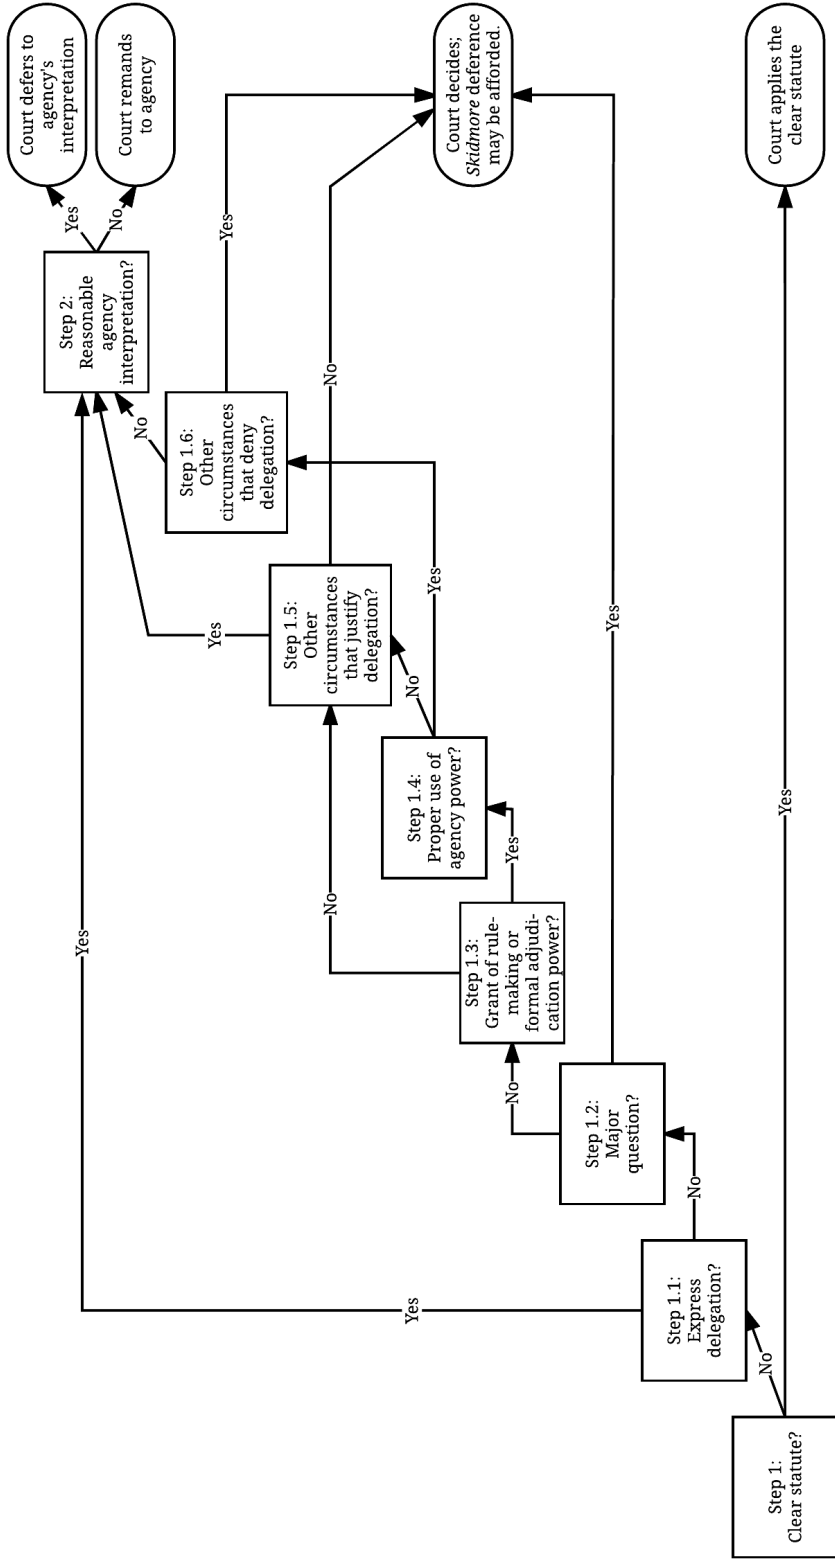 Step 1:
Clear statute?
No
Yes
Step 1.1:
Express
delegation?
Yes
No
Step 1.2:
Major
question?
No
Yes
Step 1.3:
Grant of rule-
making or
formal adjudi-
cation power?
No
Yes
Step 1.4:
Proper use of
agency power?
No
Yes
Step 1.5:
Other
circumstances
that justify
delegation?
Yes
No
Step 1.6:
Other
circumstances
that deny
delegation?
No
Yes
Step 2:
Reasonable
agency
interpretation?
Yes
No
Court defers to
agency's
interpretation
Court remands
to agency
Court decides;
Skidmore deference
may be afforded.
Court applies the
clear statute